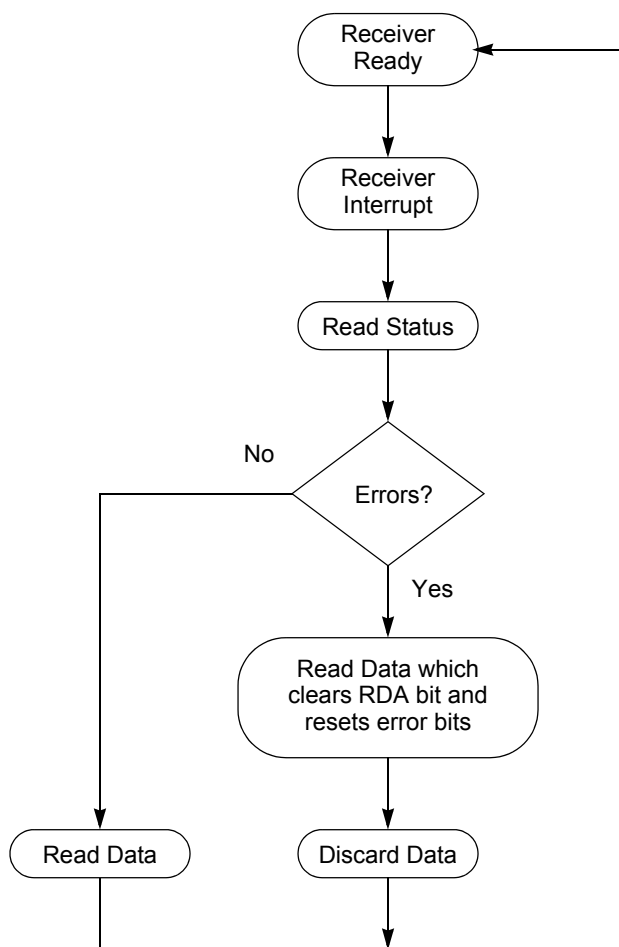 Receiver
Ready
Receiver
Interrupt
Read Status
No
Errors?
Yes
Read Data which
clears RDA bit and
resets error bits
Read Data
Discard Data